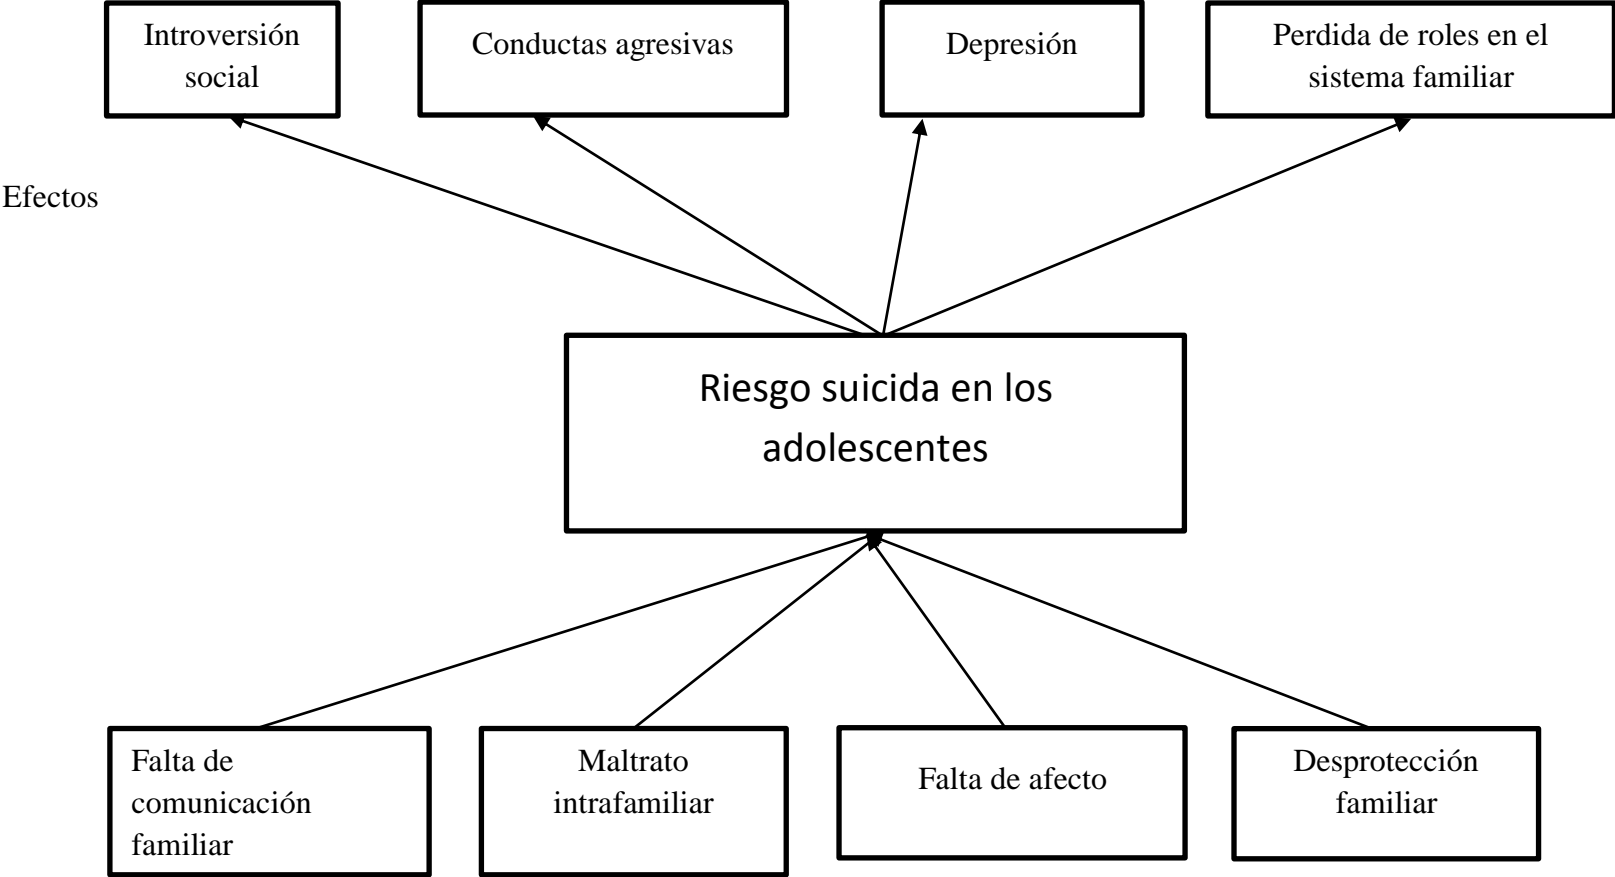 Introversión
social
Conductas agresivas
Depresión
Perdida de roles en el
sistema familiar
Efectos
Riesgo suicida en los
adolescentes
Falta de
comunicación
familiar
Maltrato
intrafamiliar
Falta de afecto
Desprotección
familiar